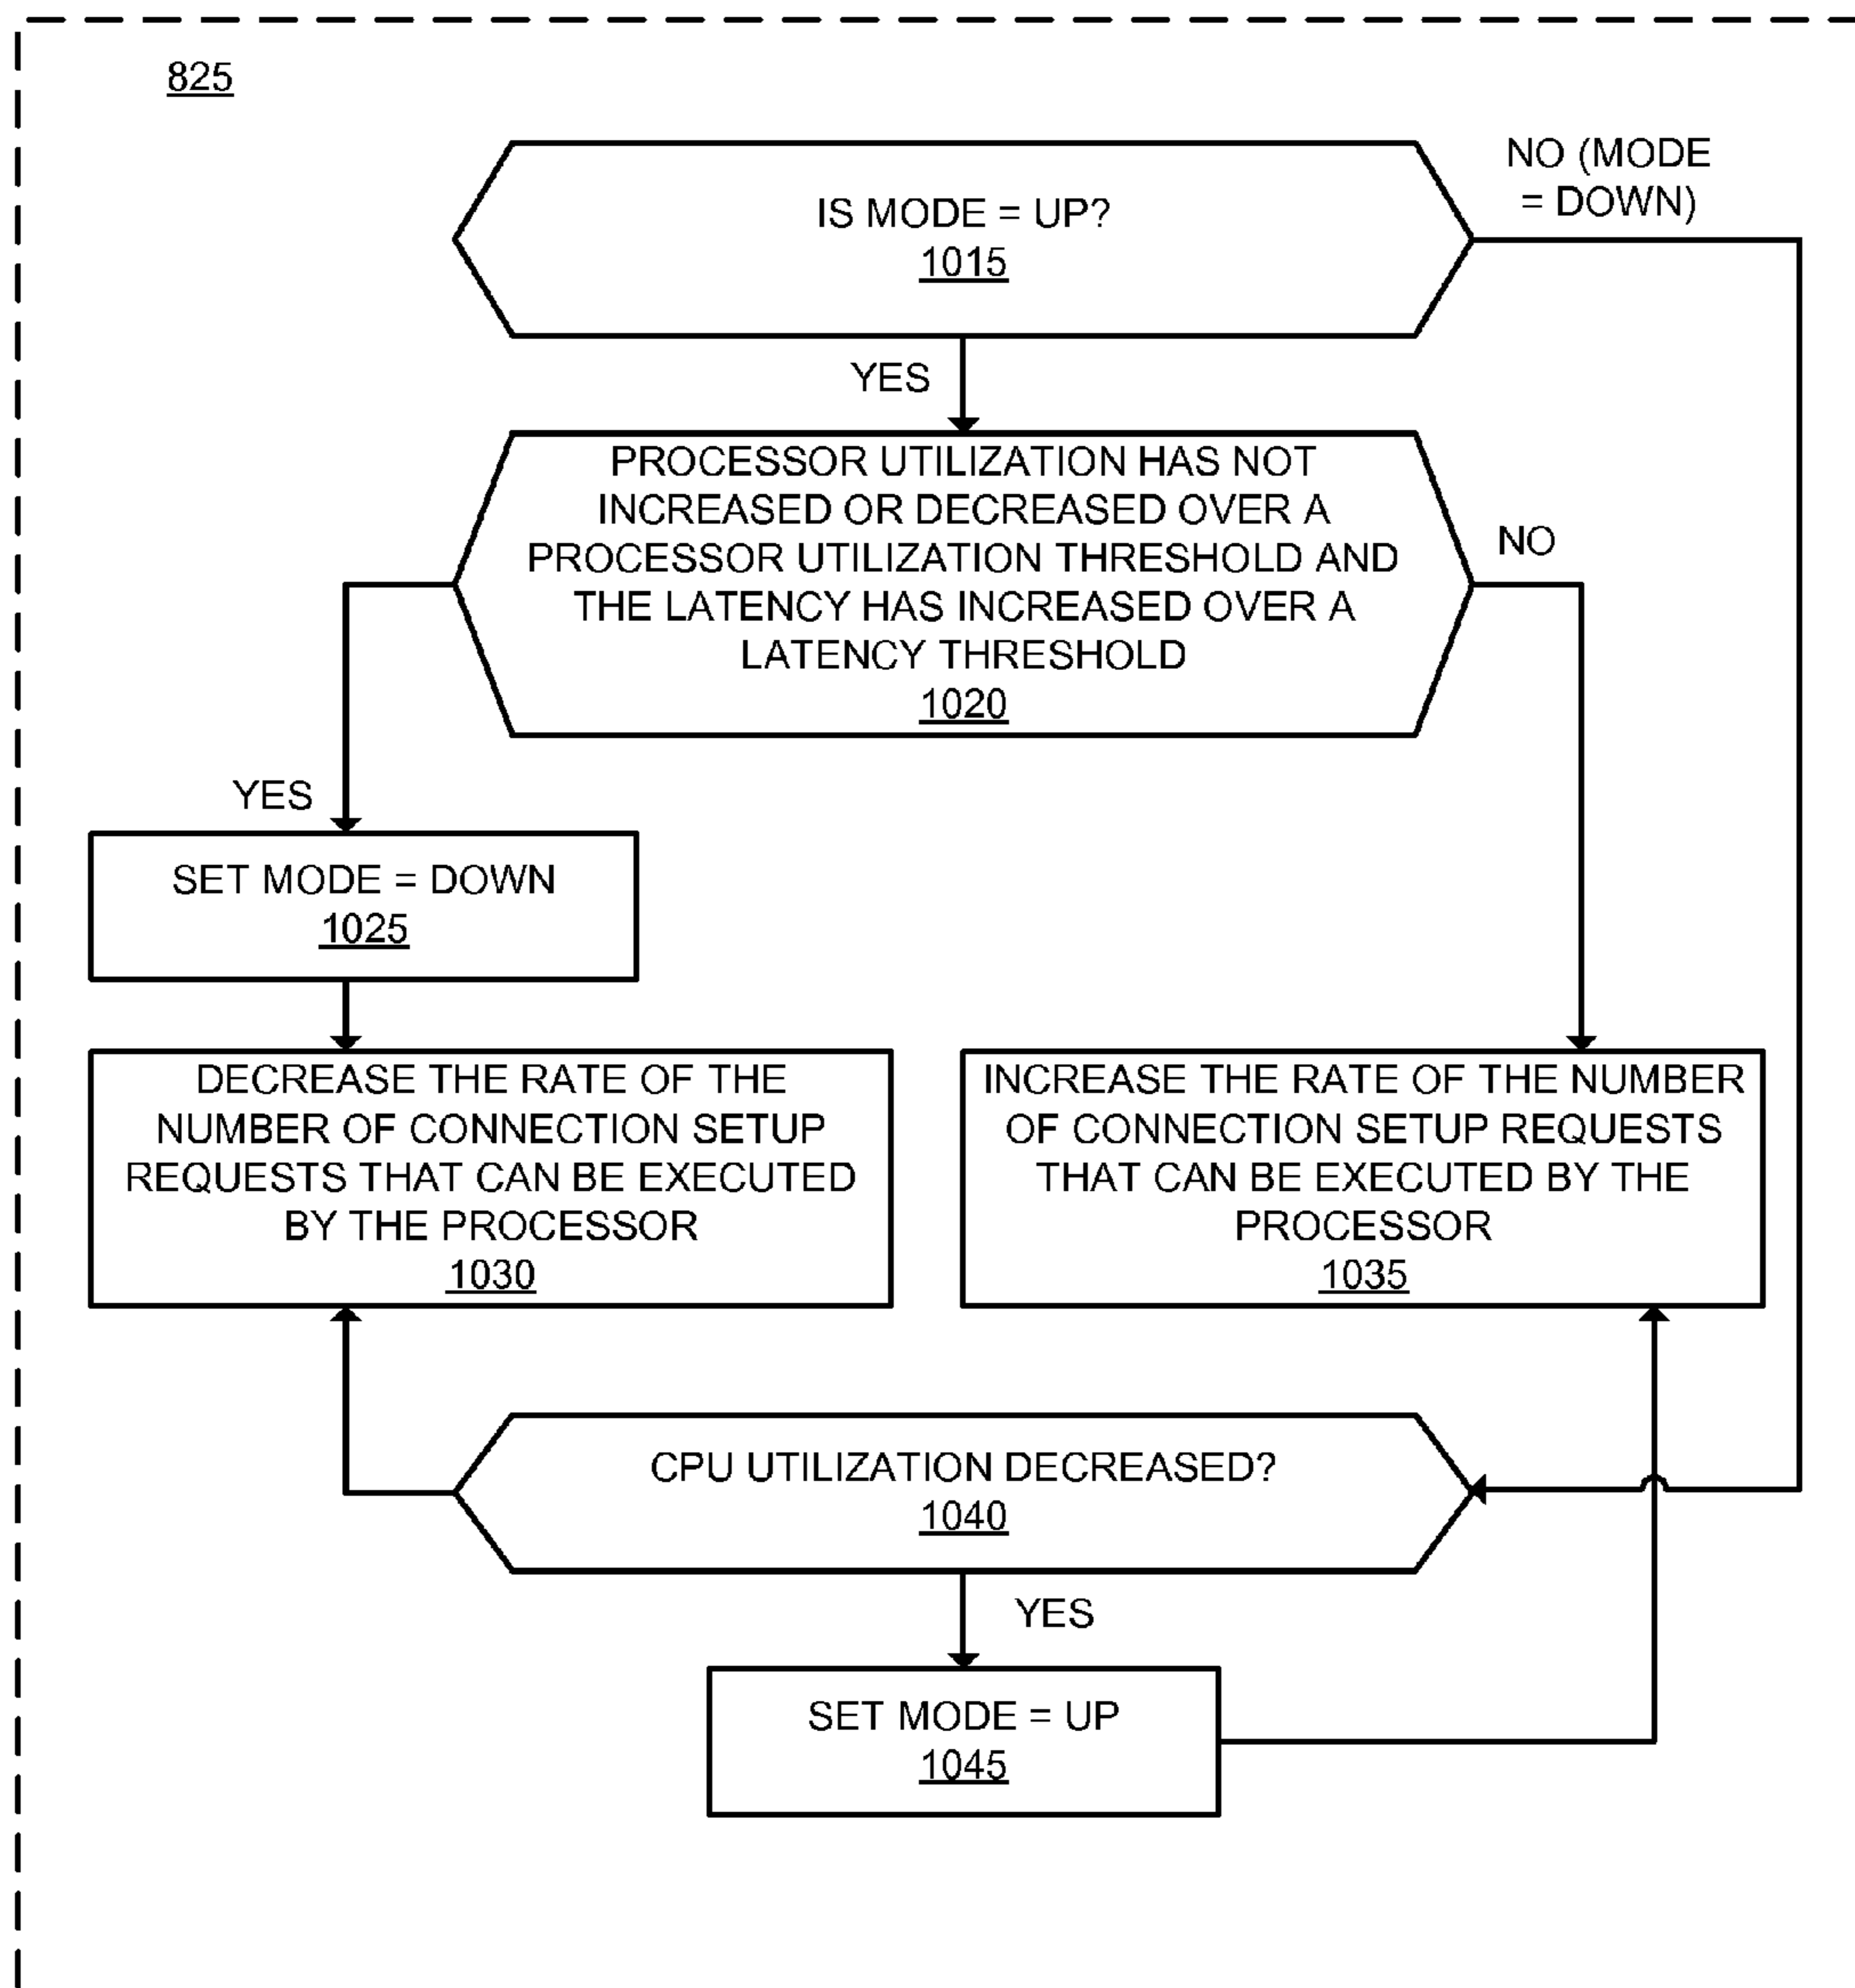 825
IS MODE = UP?
1015
NO (MODE
= DOWN)
YES
PROCESSOR UTILIZATION HAS NOT
INCREASED OR DECREASED OVER A
PROCESSOR UTILIZATION THRESHOLD AND
THE LATENCY HAS INCREASED OVER A
LATENCY THRESHOLD
1020
NO
YES
SET MODE = DOWN
1025
DECREASE THE RATE OF THE
NUMBER OF CONNECTION SETUP
REQUESTS THAT CAN BE EXECUTED
BY THE PROCESSOR
1030
INCREASE THE RATE OF THE NUMBER
OF CONNECTION SETUP REQUESTS
THAT CAN BE EXECUTED BY THE
PROCESSOR
1035
CPU UTILIZATION DECREASED?
1040
YES
SET MODE = UP
1045